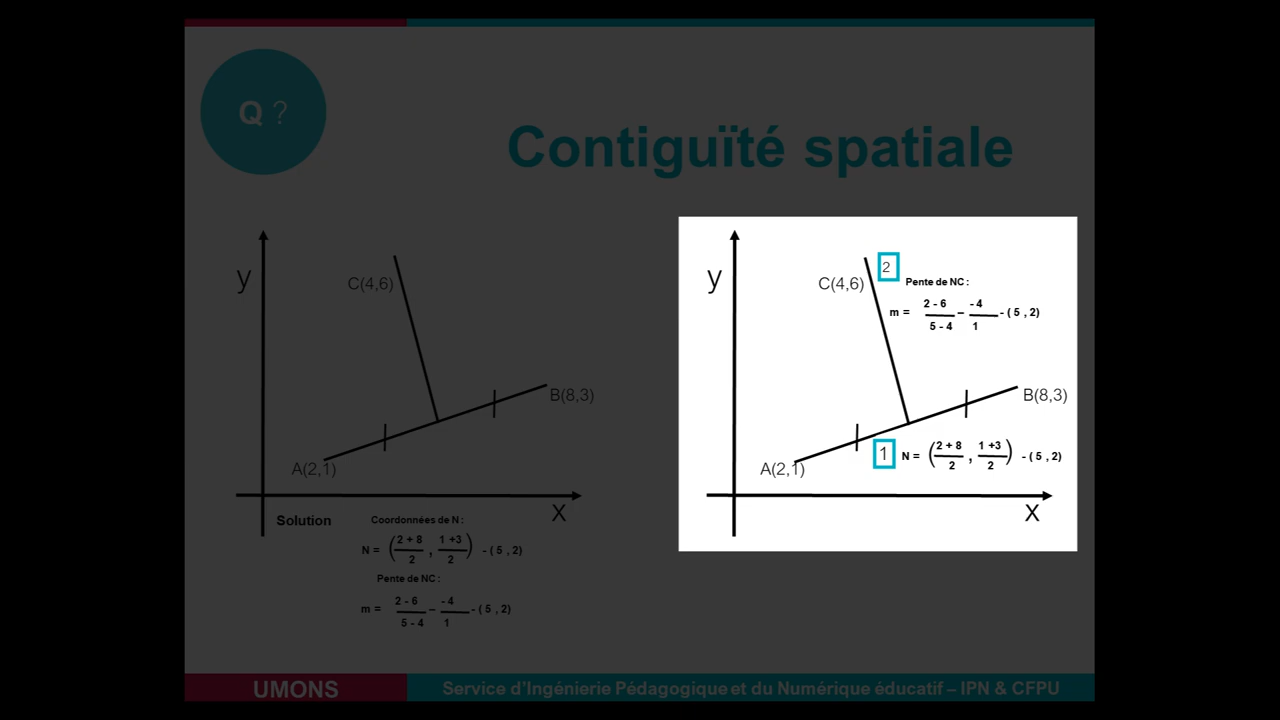 Q ?
Contiguïté spatiale
y
C(4,6)
B(8,3)
A(2,1)
X
Solution
Coordonnées de N :
N = ( 2 + 8 / 2 , 1 +3 / 2 ) - ( 5 , 2)
Pente de NC :
m = 2 - 6 / 5 - 4 – - 4 / 1 - ( 5 , 2)
y
C(4,6)
2
Pente de NC :
m = 2 - 6 / 5 - 4 – - 4 / 1 - ( 5 , 2)
B(8,3)
1
N = ( 2 + 8 / 2 , 1 +3 / 2 ) - ( 5 , 2)
A(2,1)
X
UMONS
Service d'Ingénierie Pédagogique et du Numérique éducatif – IPN & CFPU